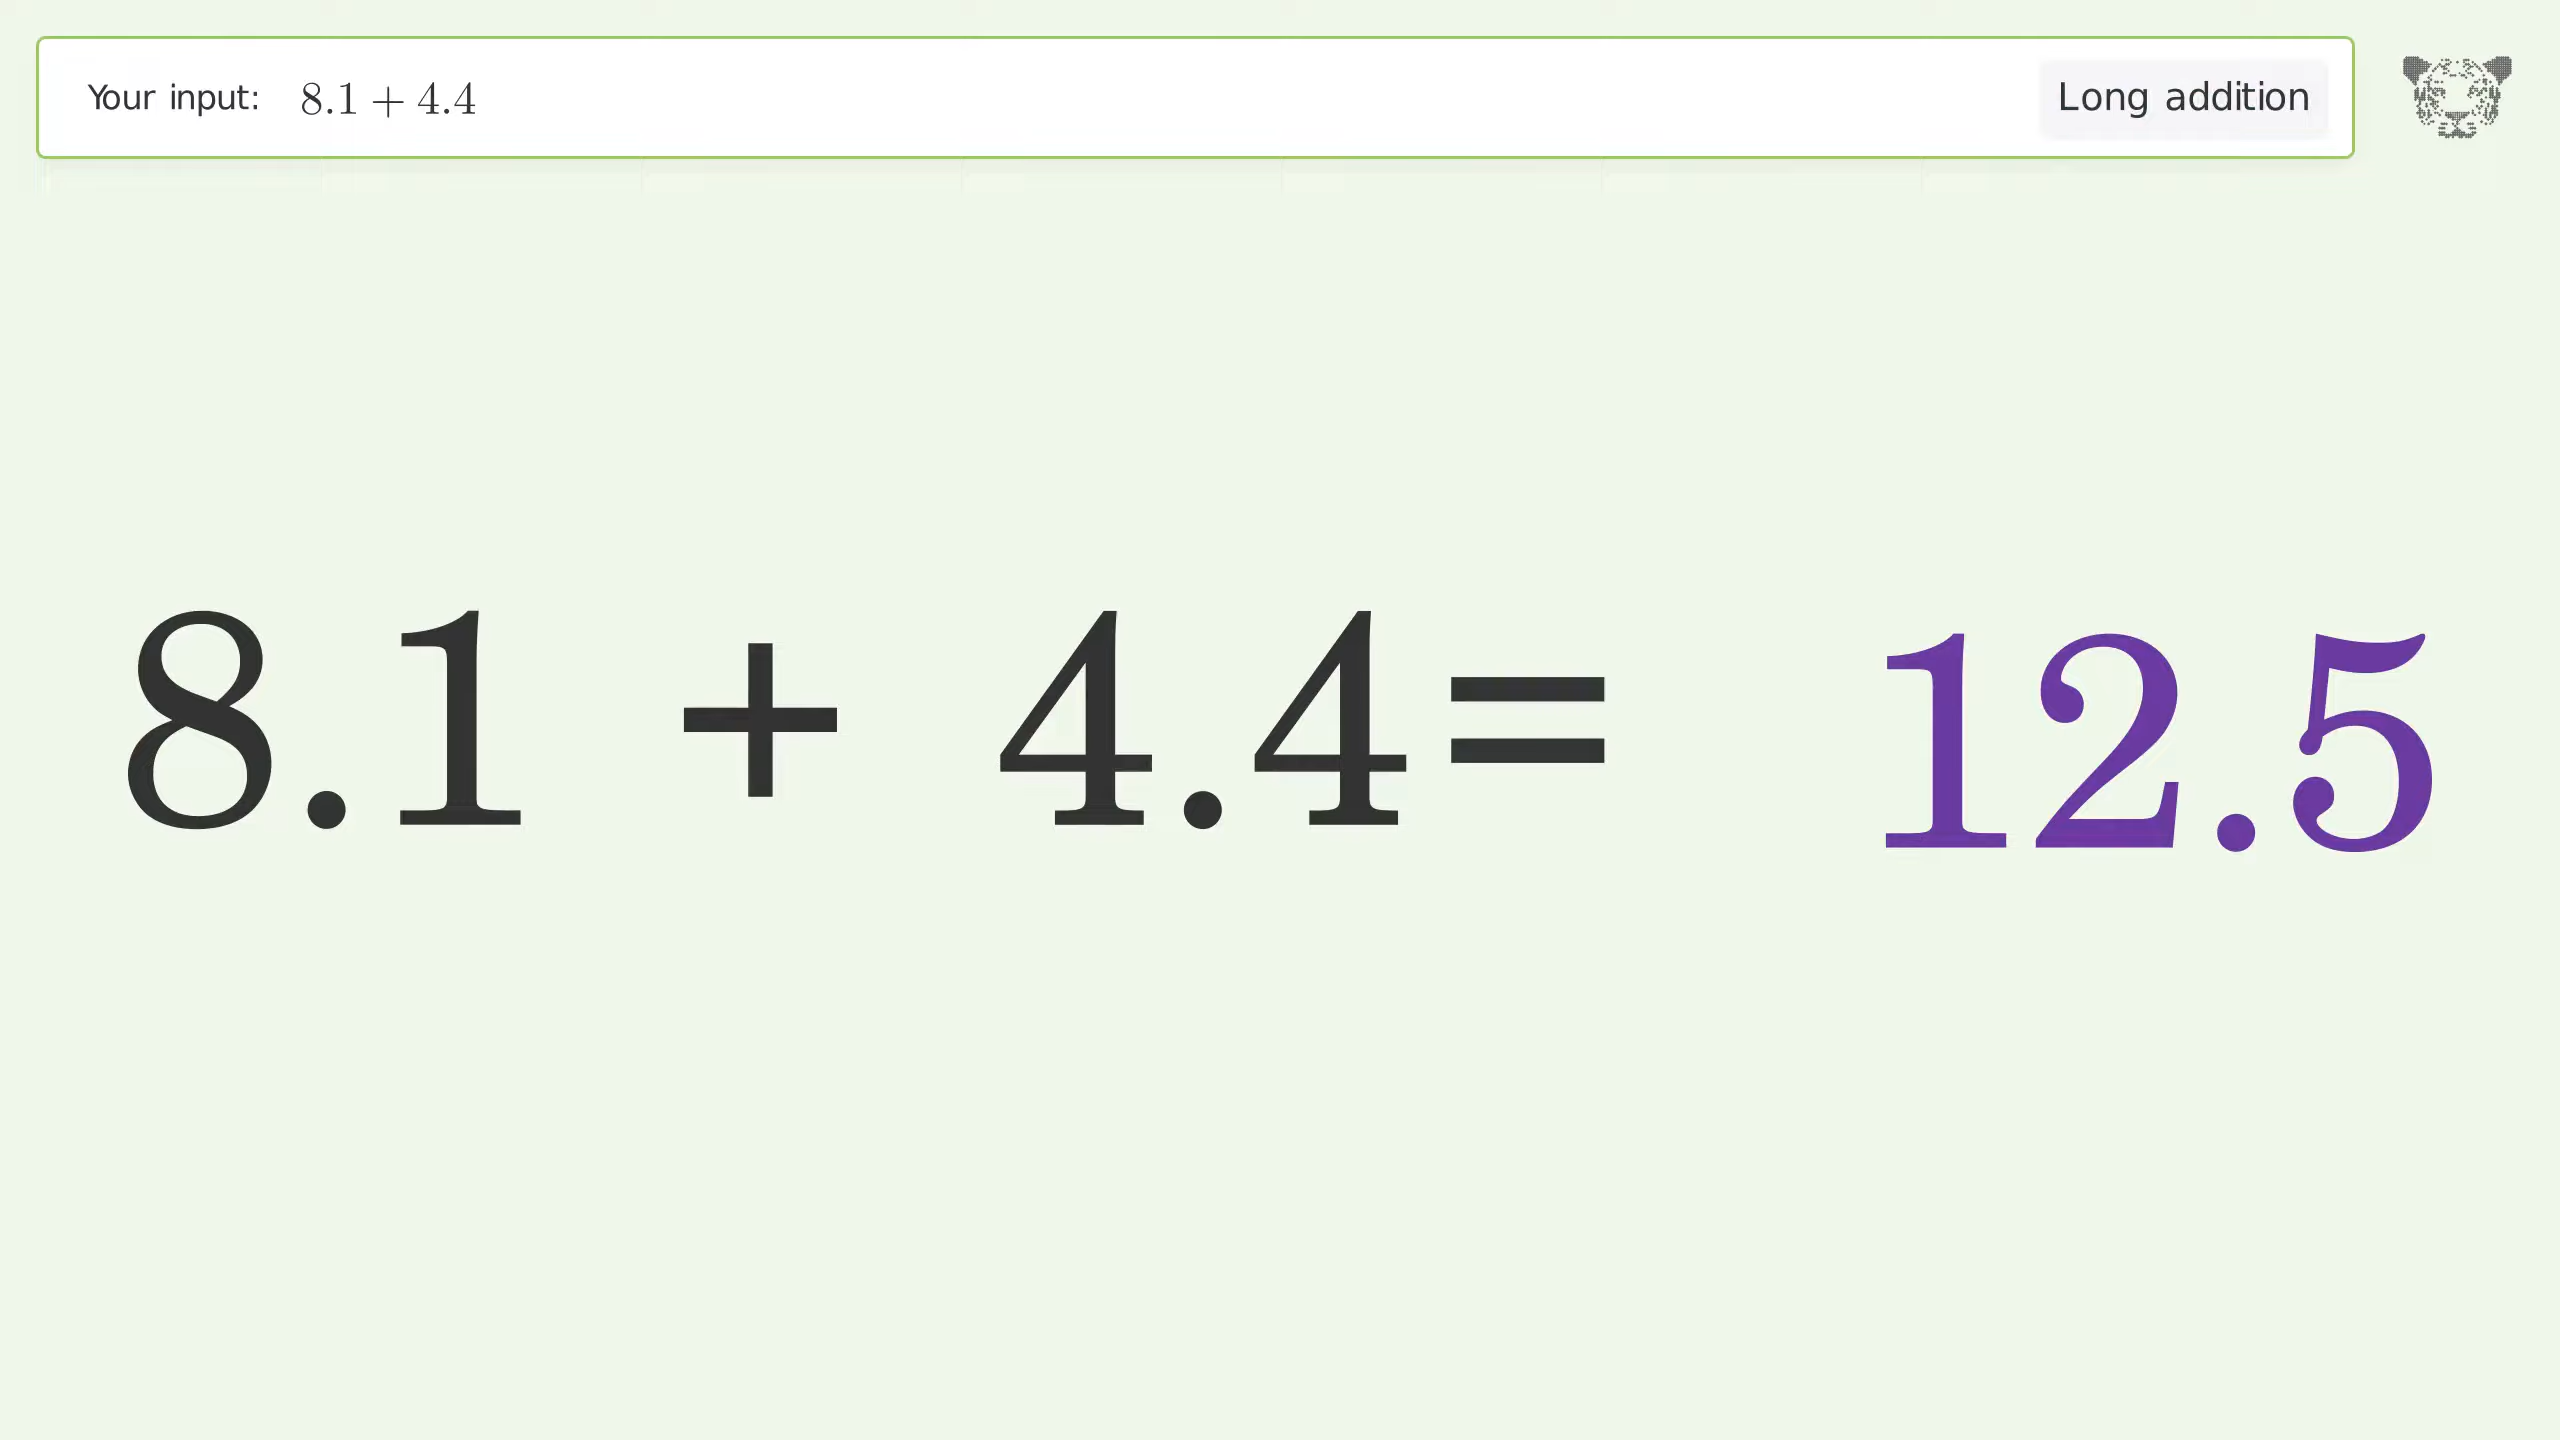 Your input: 8.1 + 4.4 Long addition
8.1 + 4.4 = 12.5